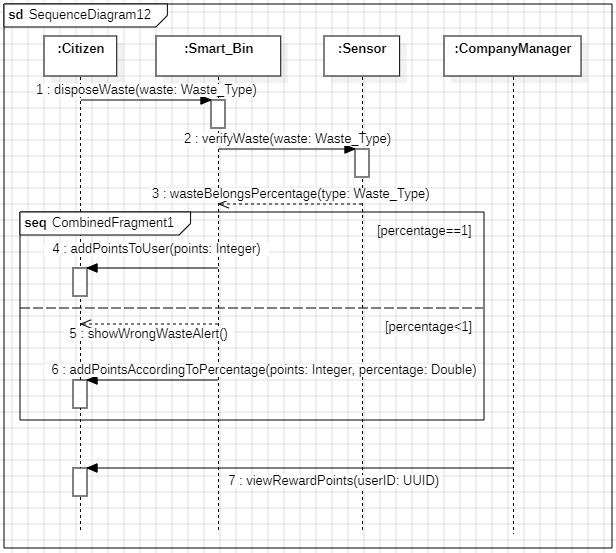 sd SequenceDiagram12
:Citizen :Smart_Bin :Sensor :CompanyManager
1 : disposeWaste(waste: Waste_Type)
2 : verifyWaste(waste: Waste_Type)
3 : wasteBelongsPercentage(type: Waste_Type)
seq CombinedFragment1
[percentage==1]
4 : addPointsToUser(points: Integer)
[percentage<1]
5 : showWrongWasteAlert()
6 : addPointsAccordingToPercentage(points: Integer, percentage: Double)
7 : viewRewardPoints(userID: UUID)